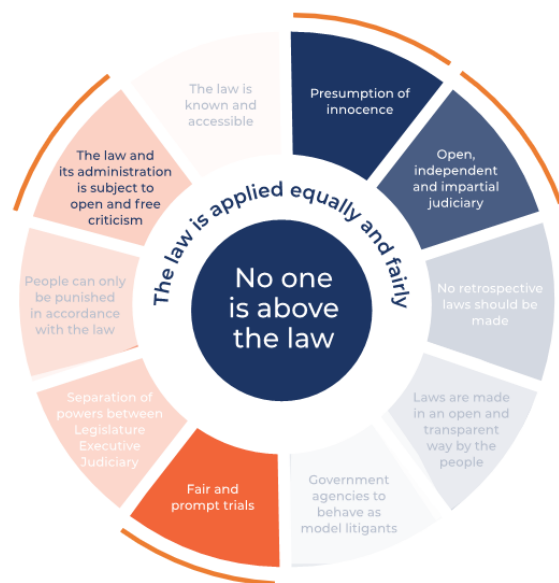 No one
is above
the law
The law is applied equally and fairly
Presumption of
innocence
Open,
independent
and impartial
judiciary
No retrospective
laws should be
made
Laws are made
in an open and
transparent
way by the
people
Government
agencies to
behave as
model litigants
Fair and
prompt trials
Separation of
powers between
Legislature
Executive
Judiciary
People can only
be punished
in accordance
with the law
The law and
its administration
is subject to
open and free
criticism
The law is
known and
accessible